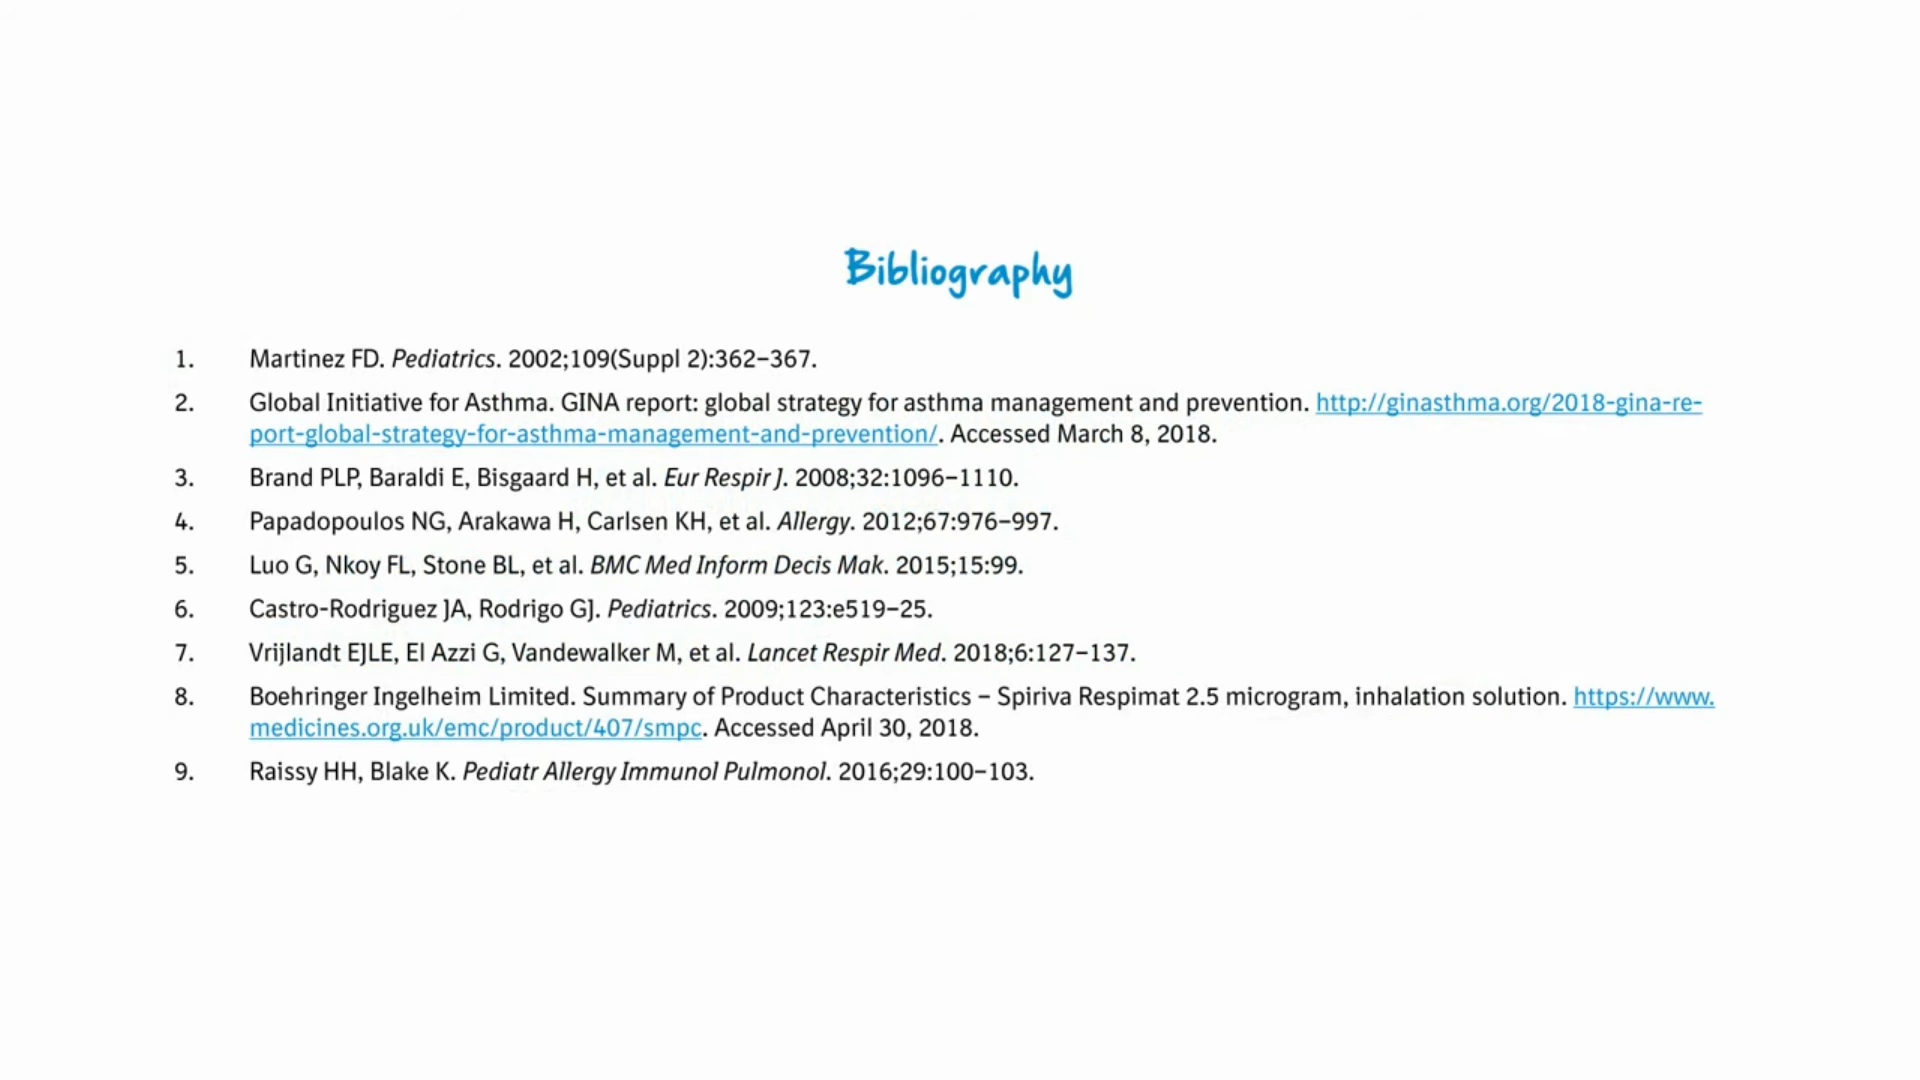 Bibliography
1. Martinez FD. Pediatrics. 2002;109(Suppl 2):362–367.
2. Global Initiative for Asthma. GINA report: global strategy for asthma management and prevention. http://ginasthma.org/2018-gina-re-
port-global-strategy-for-asthma-management-and-prevention/. Accessed March 8, 2018.
3. Brand PLP, Baraldi E, Bisgaard H, et al. Eur Respir J. 2008;32:1096–1110.
4. Papadopoulos NG, Arakawa H, Carlsen KH, et al. Allergy. 2012;67:976–997.
5. Luo G, Nkoy FL, Stone BL, et al. BMC Med Inform Decis Mak. 2015;15:99.
6. Castro-Rodriguez JA, Rodrigo GJ. Pediatrics. 2009;123:e519–25.
7. Vrijlandt EJLE, El Azzi G, Vandewalker M, et al. Lancet Respir Med. 2018;6:127–137.
8. Boehringer Ingelheim Limited. Summary of Product Characteristics – Spiriva Respimat 2.5 microgram, inhalation solution. https://www.
medicines.org.uk/emc/product/407/smpc. Accessed April 30, 2018.
9. Raissy HH, Blake K. Pediatr Allergy Immunol Pulmonol. 2016;29:100–103.